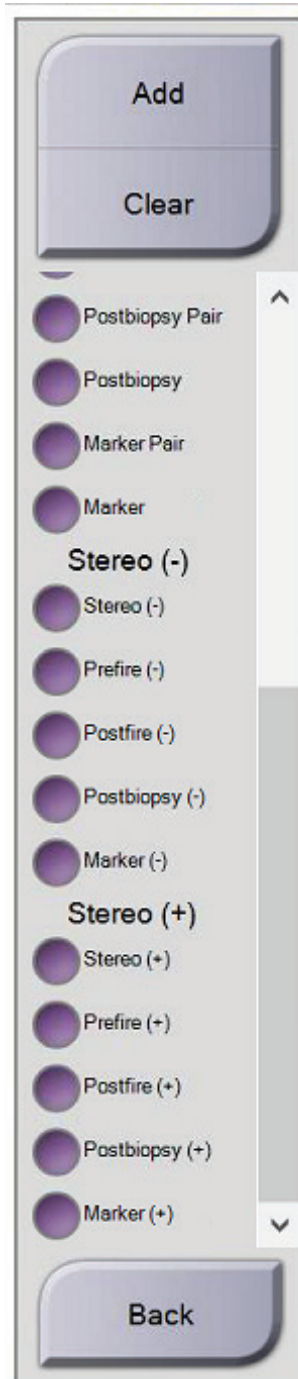 Add
Clear
Postbiopsy Pair
Postbiopsy
Marker Pair
Marker
Stereo (-)
Stereo (-)
Prefire (-)
Postfire (-)
Postbiopsy (-)
Marker (-)
Stereo (+)
Stereo (+)
Prefire (+)
Postfire (+)
Postbiopsy (+)
Marker (+)
Back